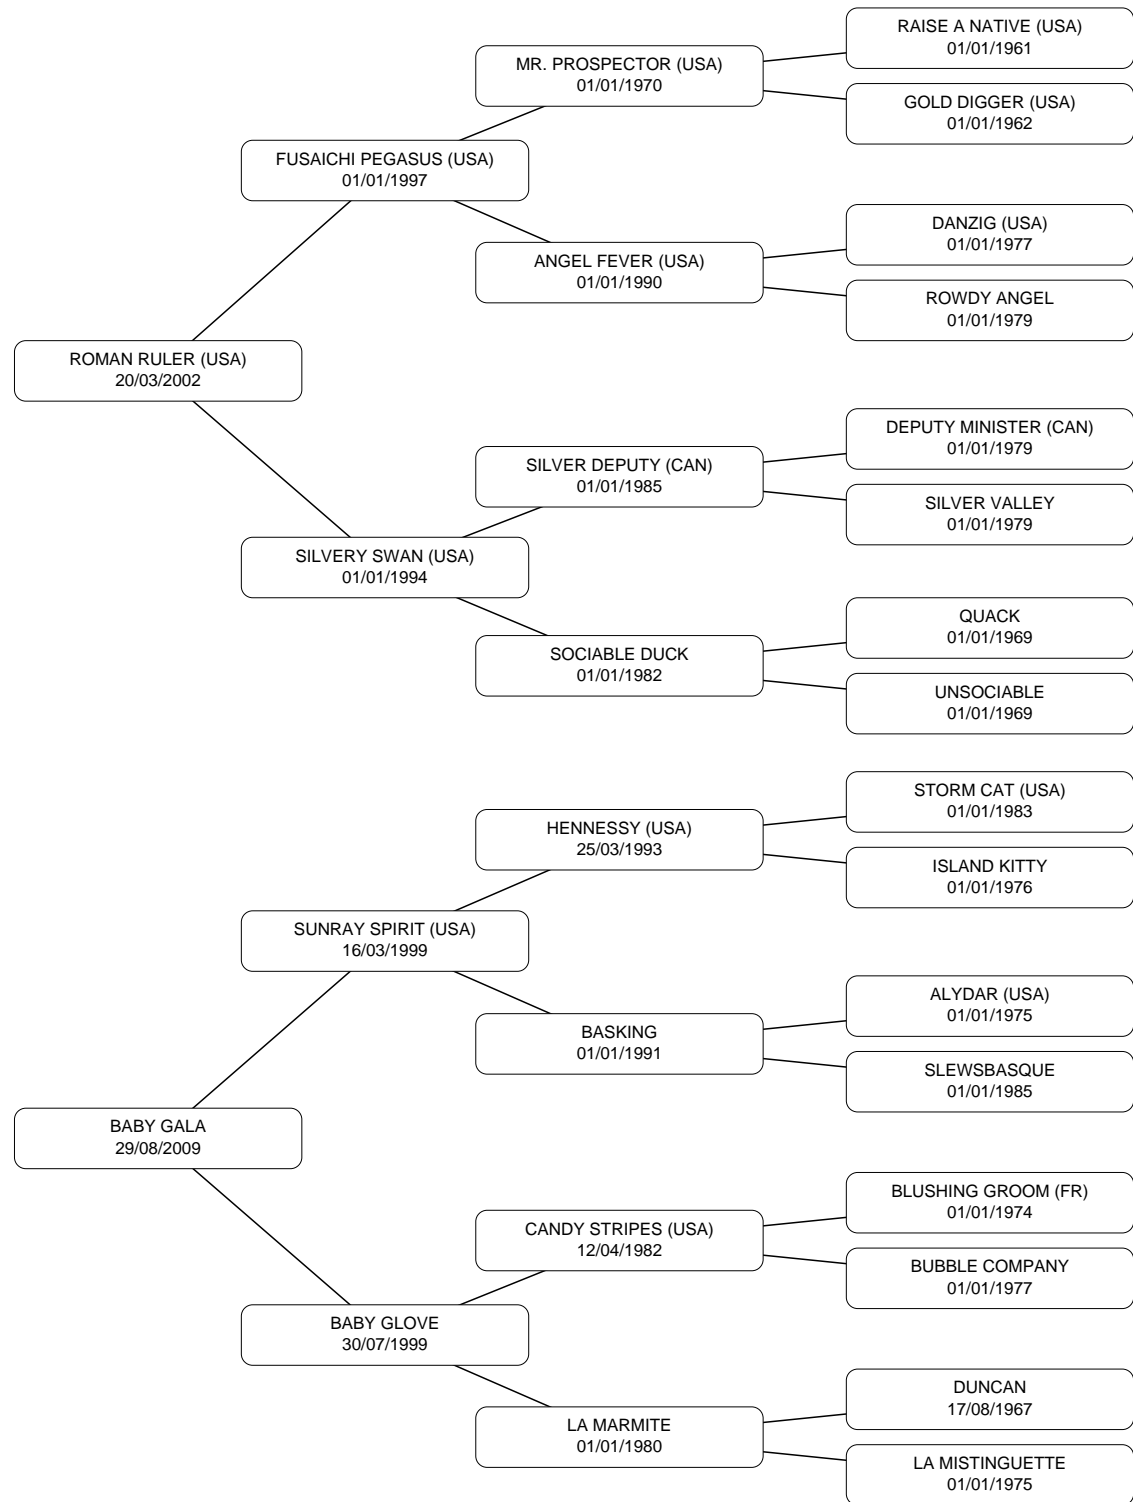 RAISE A NATIVE (USA)
01/01/1961
MR. PROSPECTOR (USA)
01/01/1970
GOLD DIGGER (USA)
01/01/1962
FUSAICHI PEGASUS (USA)
01/01/1997
DANZIG (USA)
01/01/1977
ANGEL FEVER (USA)
01/01/1990
ROWDY ANGEL
01/01/1979
ROMAN RULER (USA)
20/03/2002
DEPUTY MINISTER (CAN)
01/01/1979
SILVER DEPUTY (CAN)
01/01/1985
SILVER VALLEY
01/01/1979
SILVERY SWAN (USA)
01/01/1994
QUACK
01/01/1969
SOCIABLE DUCK
01/01/1982
UNSOCIABLE
01/01/1969
STORM CAT (USA)
01/01/1983
HENNESSY (USA)
25/03/1993
ISLAND KITTY
01/01/1976
SUNRAY SPIRIT (USA)
16/03/1999
ALYDAR (USA)
01/01/1975
BASKING
01/01/1991
SLEWSBASQUE
01/01/1985
BABY GALA
29/08/2009
BLUSHING GROOM (FR)
01/01/1974
CANDY STRIPES (USA)
12/04/1982
BUBBLE COMPANY
01/01/1977
BABY GLOVE
30/07/1999
DUNCAN
17/08/1967
LA MARMITE
01/01/1980
LA MISTINGUETTE
01/01/1975